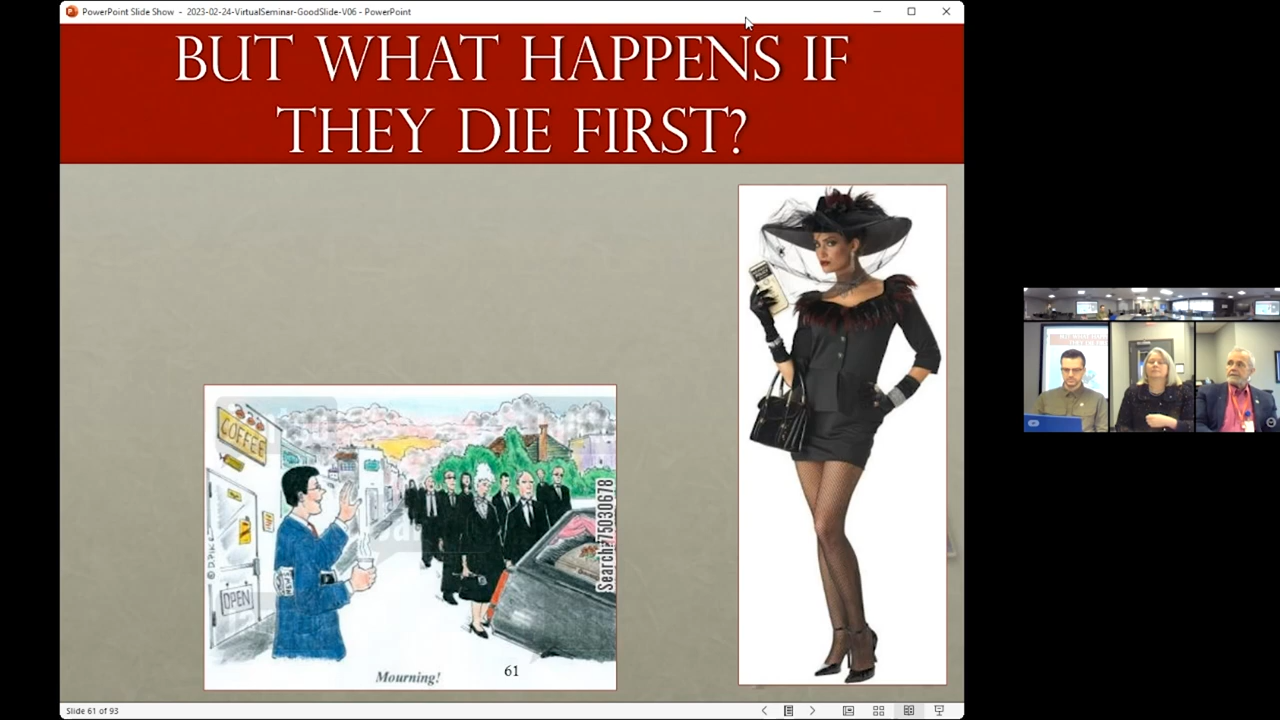 PowerPoint Slide Show - 2023-02-24-VirtualSeminar-GoodSlide-V06 - PowerPoint
BUT WHAT HAPPENS IF
THEY DIE FIRST?
COFFEE
OPEN
© D.PIKE
Search: 75030678
Mourning!
61
Slide 61 of 93